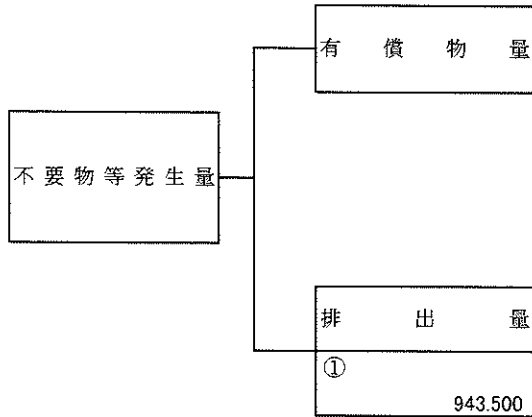 有償物量
不要物等発生量
排出量
①
943.500